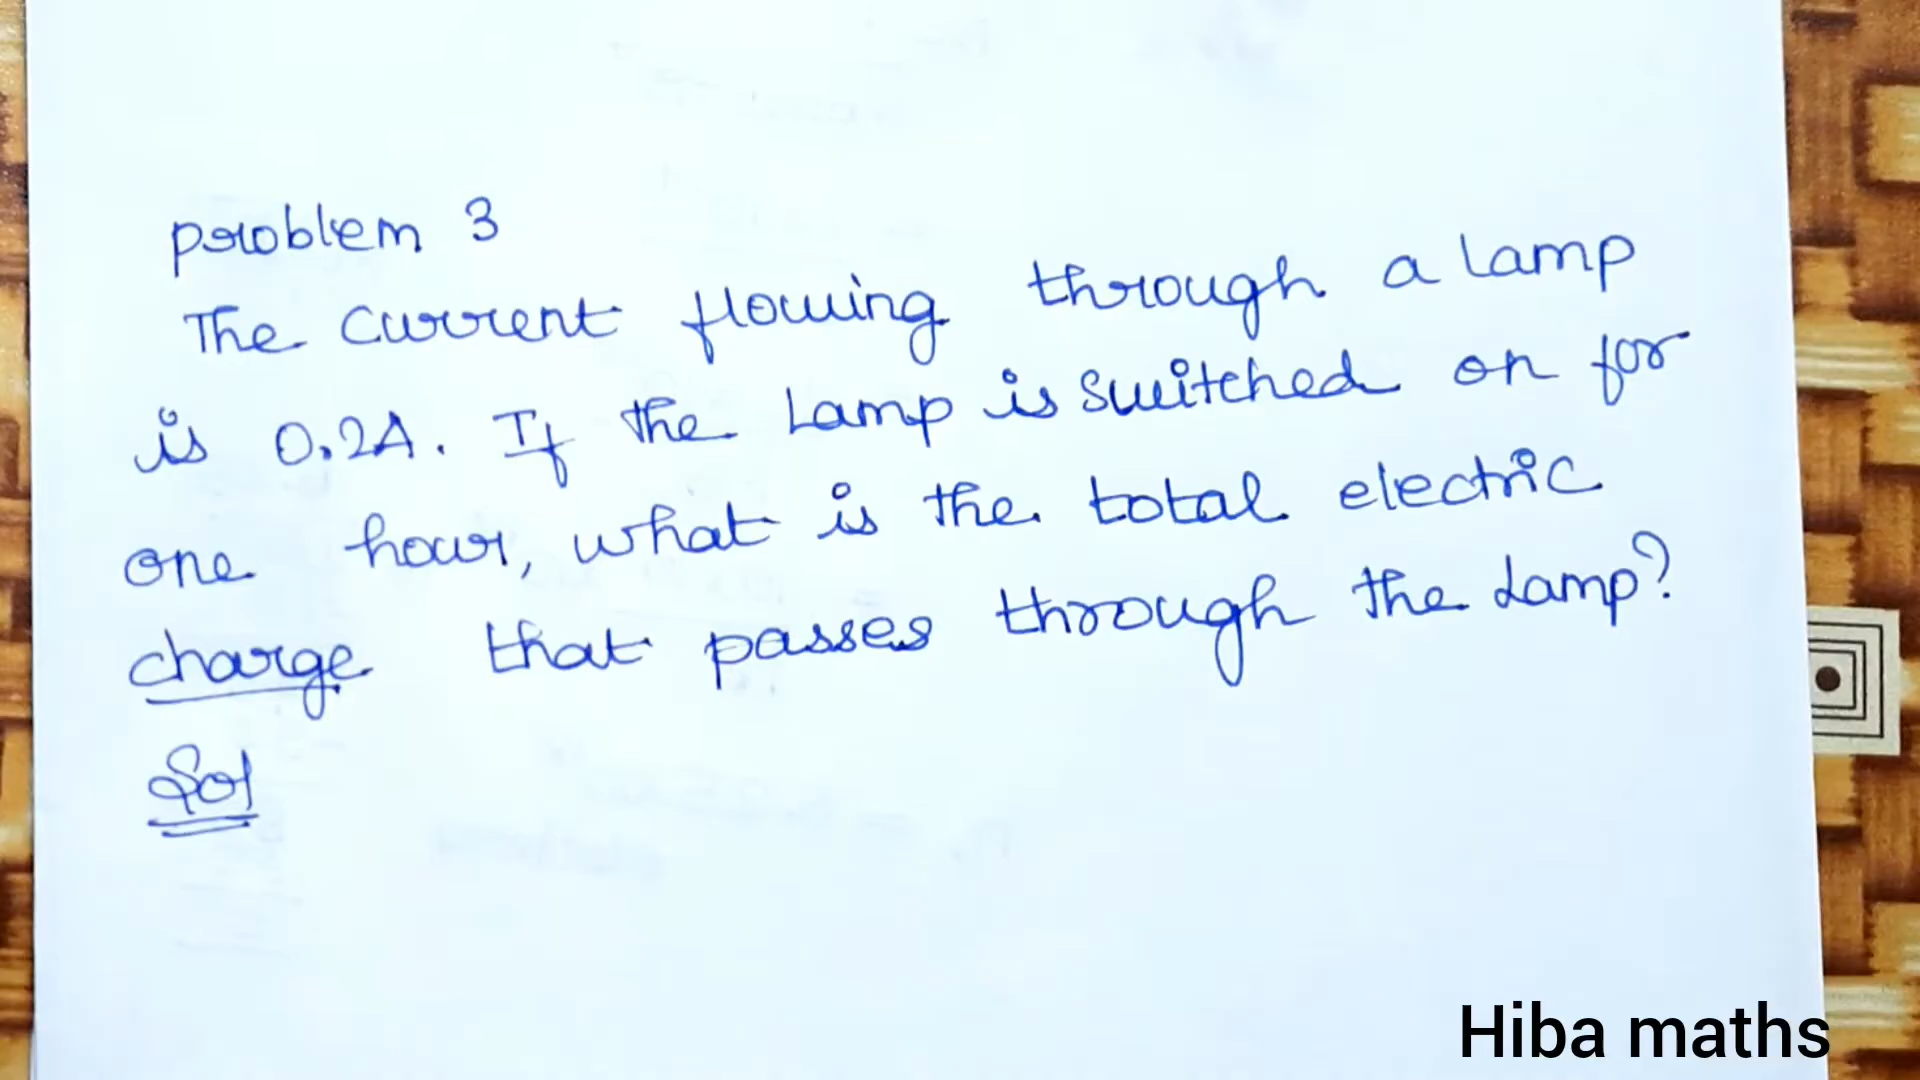 problem 3
The current flowing through a lamp
is 0.2A. If the Lamp is switched on for
one hour, what is the total electric
charge that passes through the Lamp?
Sol
Hiba maths